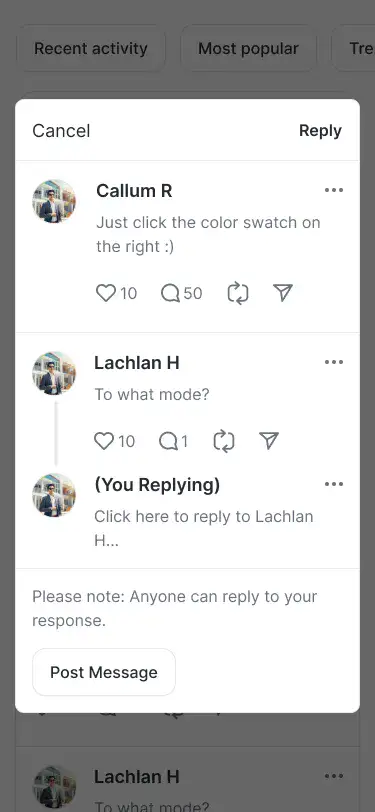 Recent activity
Most popular
Tre
Cancel
Reply
Callum R
Just click the color swatch on
the right :)
10
50
Lachlan H
To what mode?
10
1
(You Replying)
Click here to reply to Lachlan
H...
Please note: Anyone can reply to your
response.
Post Message
Lachlan H
To what mode?